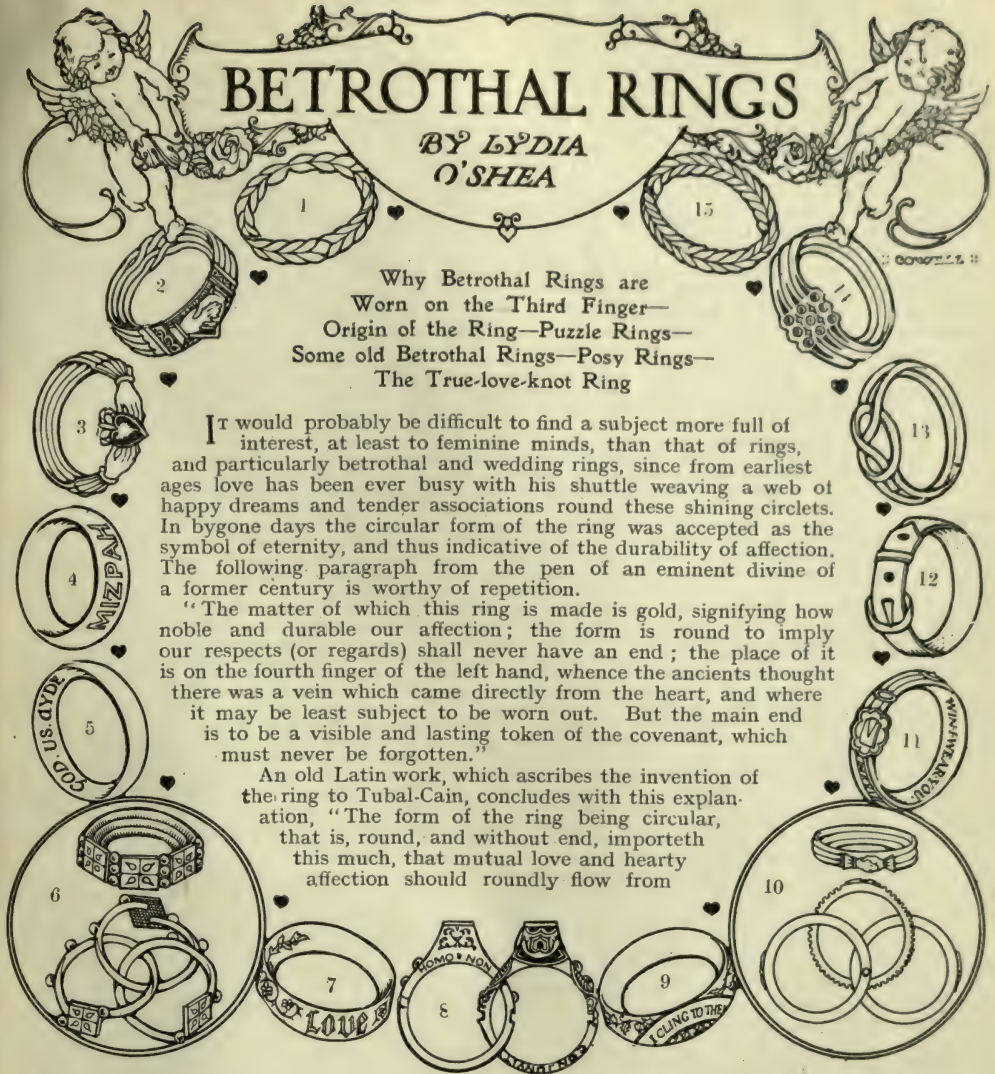 BETROTHAL RINGS
BY LYDIA
O'SHEA
1
15
:: COWELL ::
2
14
Why Betrothal Rings are
Worn on the Third Finger—
Origin of the Ring—Puzzle Rings—
Some old Betrothal Rings—Posy Rings—
The True-love-knot Ring
3
13
IT would probably be difficult to find a subject more full of
interest, at least to feminine minds, than that of rings,
and particularly betrothal and wedding rings, since from earliest
ages love has been ever busy with his shuttle weaving a web of
happy dreams and tender associations round these shining circlets.
In bygone days the circular form of the ring was accepted as the
symbol of eternity, and thus indicative of the durability of affection.
The following paragraph from the pen of an eminent divine of
a former century is worthy of repetition.
4
MIZPAH
12
"The matter of which this ring is made is gold, signifying how
noble and durable our affection; the form is round to imply
our respects (or regards) shall never have an end; the place of it
is on the fourth finger of the left hand, whence the ancients thought
there was a vein which came directly from the heart, and where
it may be least subject to be worn out. But the main end
is to be a visible and lasting token of the covenant, which
must never be forgotten."
5
GOD. US. AYDE
11
WIN+WEAR YOU.
An old Latin work, which ascribes the invention of
the ring to Tubal-Cain, concludes with this explan-
ation, "The form of the ring being circular,
that is, round, and without end, importeth
this much, that mutual love and hearty
affection should roundly flow from
6
10
7
LOVE
8
HOMO NON
9
I CLING TO THE